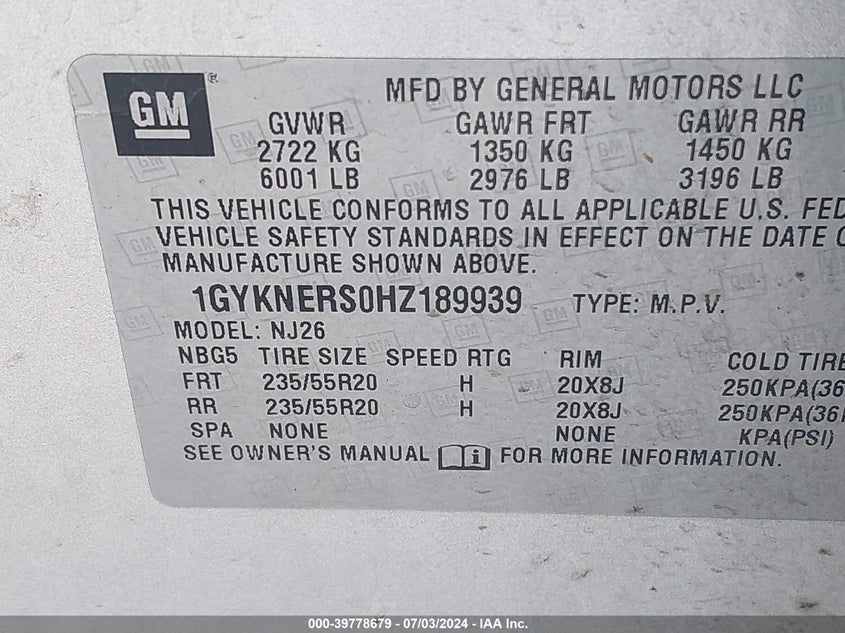 GM
MFD BY GENERAL MOTORS LLC
GVWR GAWR FRT GAWR RR
2722 KG 1350 KG 1450 KG
6001 LB 2976 LB 3196 LB
THIS VEHICLE CONFORMS TO ALL APPLICABLE U.S. FED
VEHICLE SAFETY STANDARDS IN EFFECT ON THE DATE O
MANUFACTURE SHOWN ABOVE.
1GYKNERS0HZ189939 TYPE: M.P.V.
MODEL: NJ26
NBG5 TIRE SIZE SPEED RTG RIM COLD TIRE
FRT 235/55R20 H 20X8J 250KPA(36
RR 235/55R20 H 20X8J 250KPA(36
SPA NONE NONE KPA(PSI)
SEE OWNER'S MANUAL FOR MORE INFORMATION.
000-39778679 - 07/03/2024 - IAA Inc.